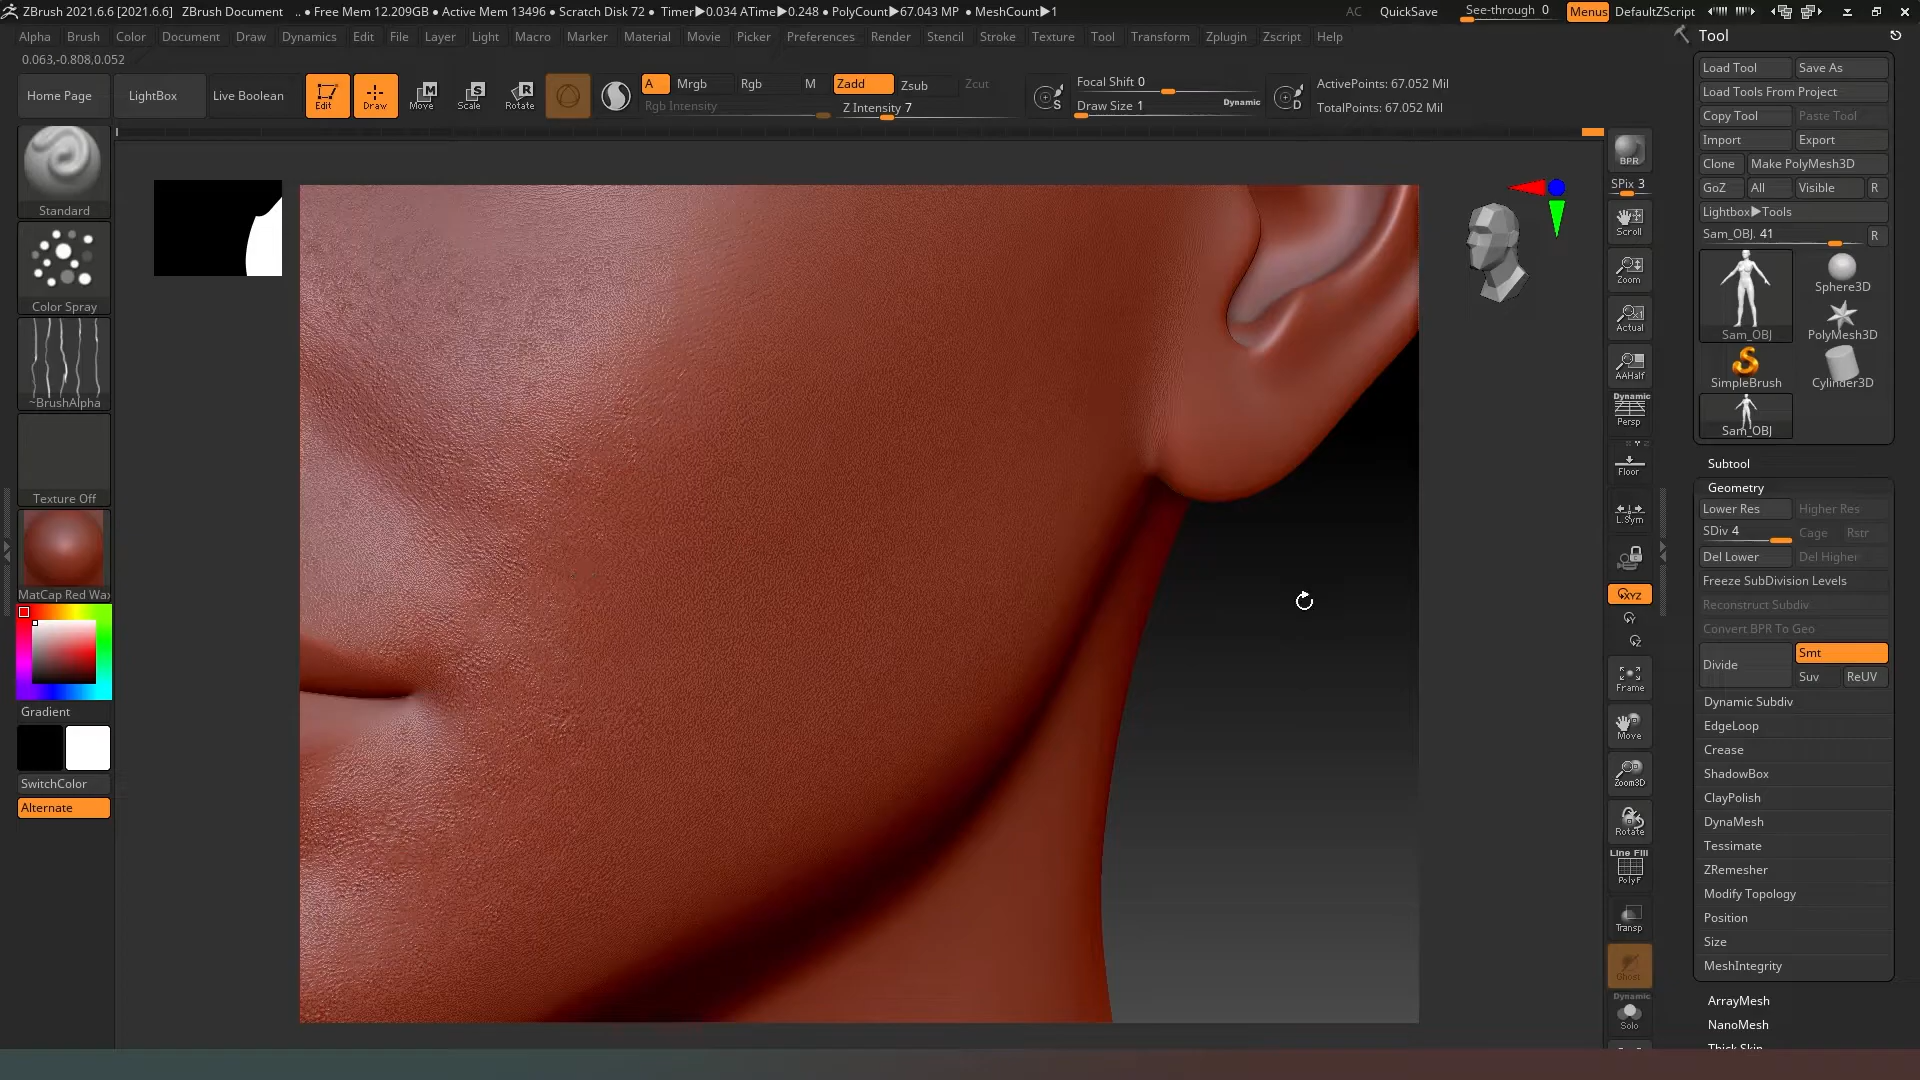 ZBrush 2021.6.6 [2021.6.6] ZBrush Document .. • Free Mem 12.209GB • Active Mem 13496 • Scratch Disk 72 • Timer▶0.034 ATime▶0.248 • PolyCount▶67.043 MP • MeshCount▶1 AC QuickSave See-through 0 Menus DefaultZScript
Alpha Brush Color Document Draw Dynamics Edit File Layer Light Macro Marker Material Movie Picker Preferences Render Stencil Stroke Texture Tool Transform Zplugin Zscript Help
0.063,-0.808,0.052
Home Page LightBox Live Boolean
Edit Draw Move Scale Rotate
A Mrgb Rgb M
Rgb Intensity
Zadd Zsub Zcut
Z Intensity 7
S
Focal Shift 0
Draw Size 1 Dynamic
D
ActivePoints: 67.052 Mil
TotalPoints: 67.052 Mil
Standard
Color Spray
~BrushAlpha
Texture Off
MatCap Red Wax
Gradient
SwitchColor
Alternate
BPR
SPix 3
Scroll
Zoom
Actual
AAHalf
Dynamic
Persp
Floor
L.Sym
XYZ
Y
Z
Frame
Move
Zoom3D
Rotate
Line Fill
PolyF
Transp
Ghost
Dynamic
Solo
Tool
Load Tool Save As
Load Tools From Project
Copy Tool Paste Tool
Import Export
Clone Make PolyMesh3D
GoZ All Visible R
Lightbox▶Tools
Sam_OBJ. 41 R
Sam_OBJ Sphere3D
PolyMesh3D
SimpleBrush Cylinder3D
Sam_OBJ
Subtool
Geometry
Lower Res Higher Res
SDiv 4 Cage Rstr
Del Lower Del Higher
Freeze SubDivision Levels
Reconstruct Subdiv
Convert BPR To Geo
Divide Smt
Suv ReUV
Dynamic Subdiv
EdgeLoop
Crease
ShadowBox
ClayPolish
DynaMesh
Tessimate
ZRemesher
Modify Topology
Position
Size
MeshIntegrity
ArrayMesh
NanoMesh
Thick Skin